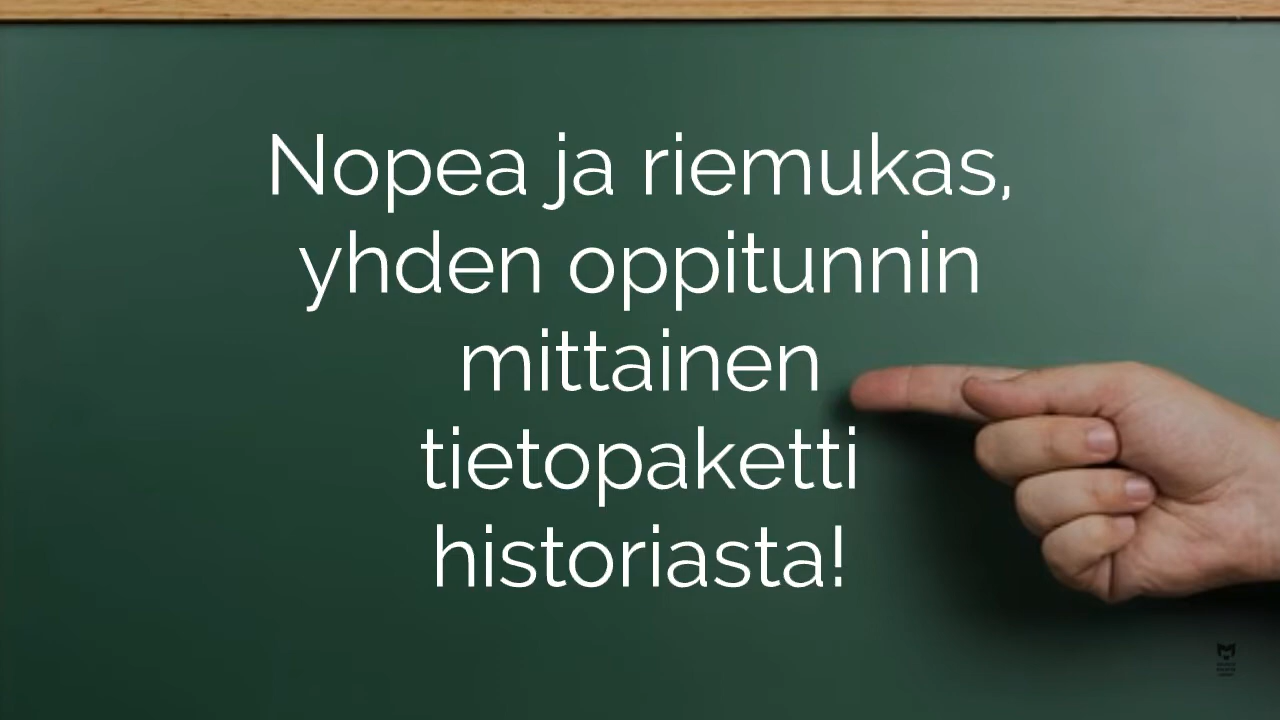 Nopea ja riemukas,
yhden oppitunnin
mittainen
tietopaketti
historiasta!